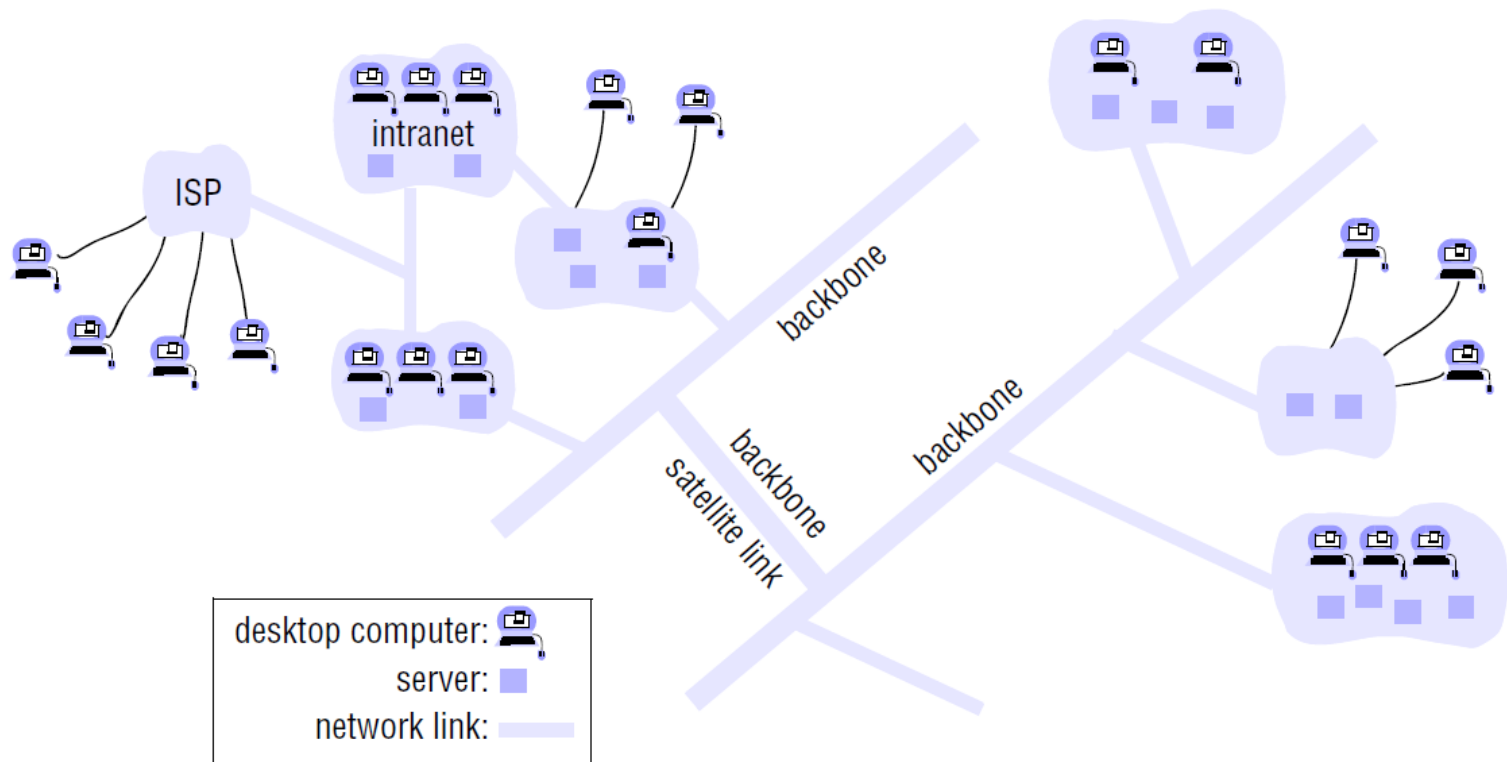 intranet
ISP
backbone
backbone
backbone
satellite link
desktop computer:
server:
network link: